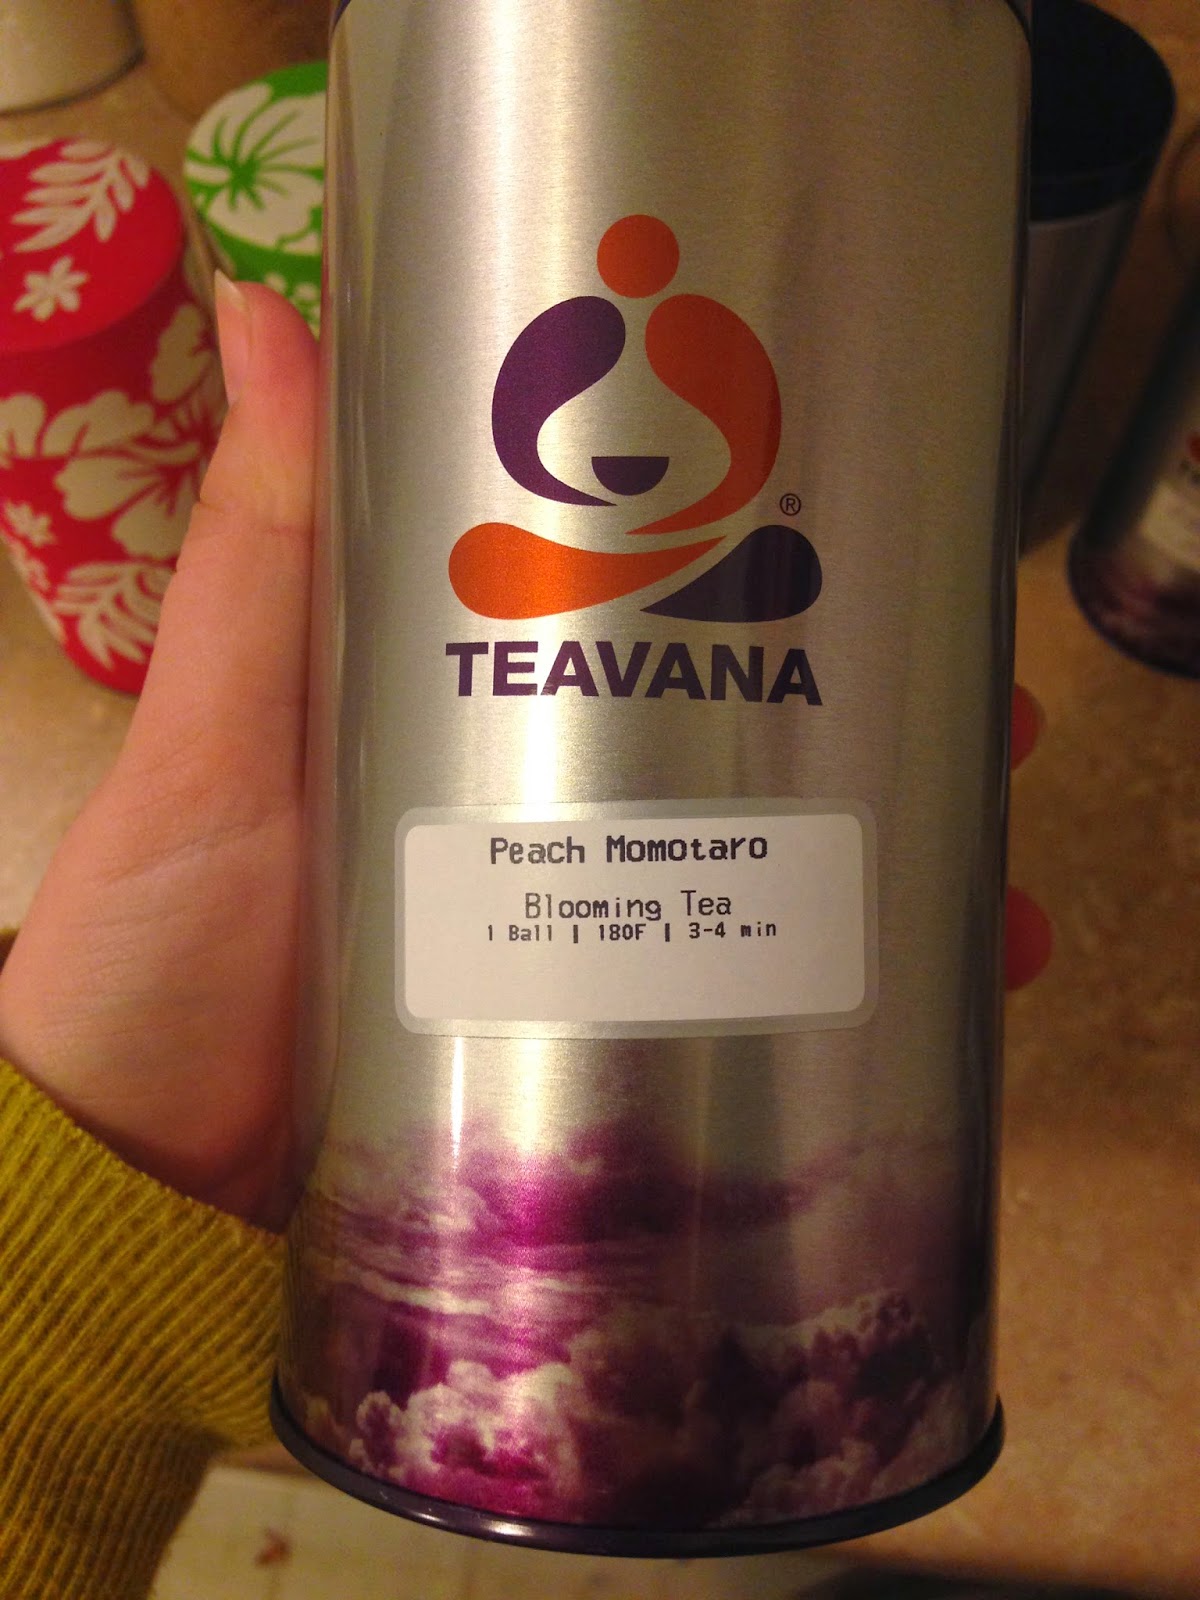 ®
TEAVANA
Peach Momotaro
Blooming Tea
1 Ball | 180F | 3-4 min